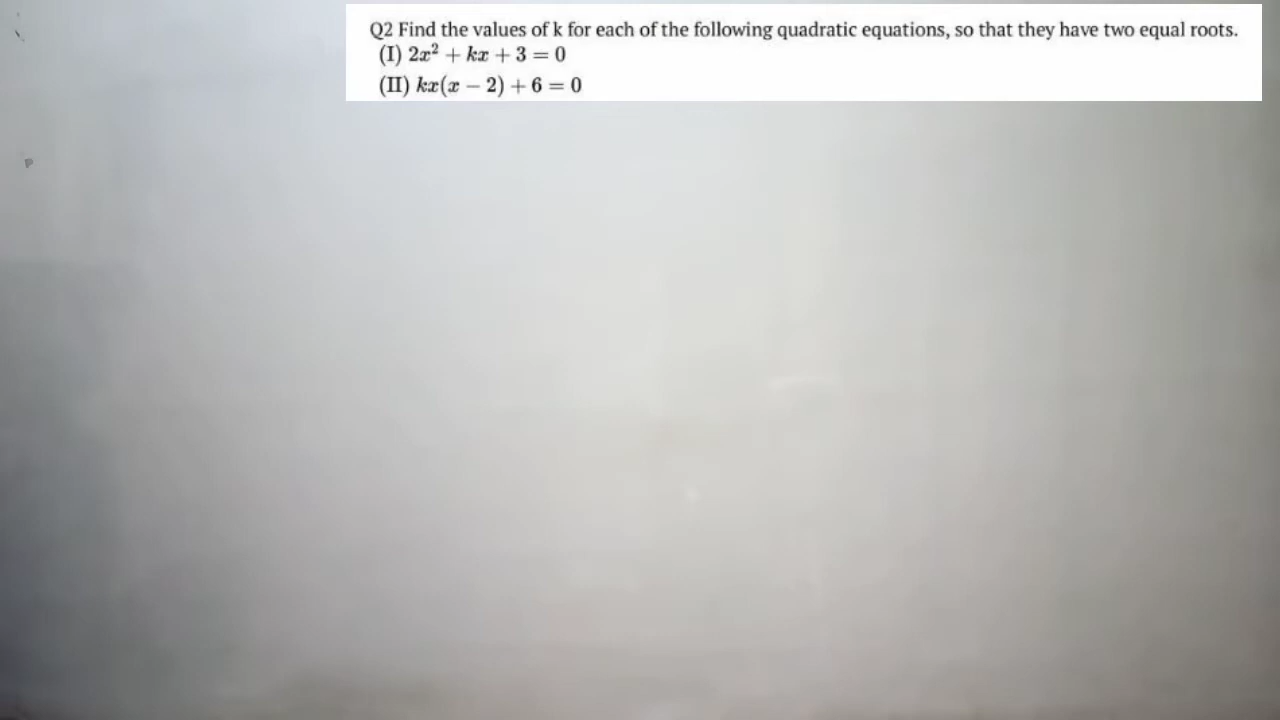 Q2 Find the values of k for each of the following quadratic equations, so that they have two equal roots.
(I) 2x² + kx + 3 = 0
(II) kx(x − 2) + 6 = 0